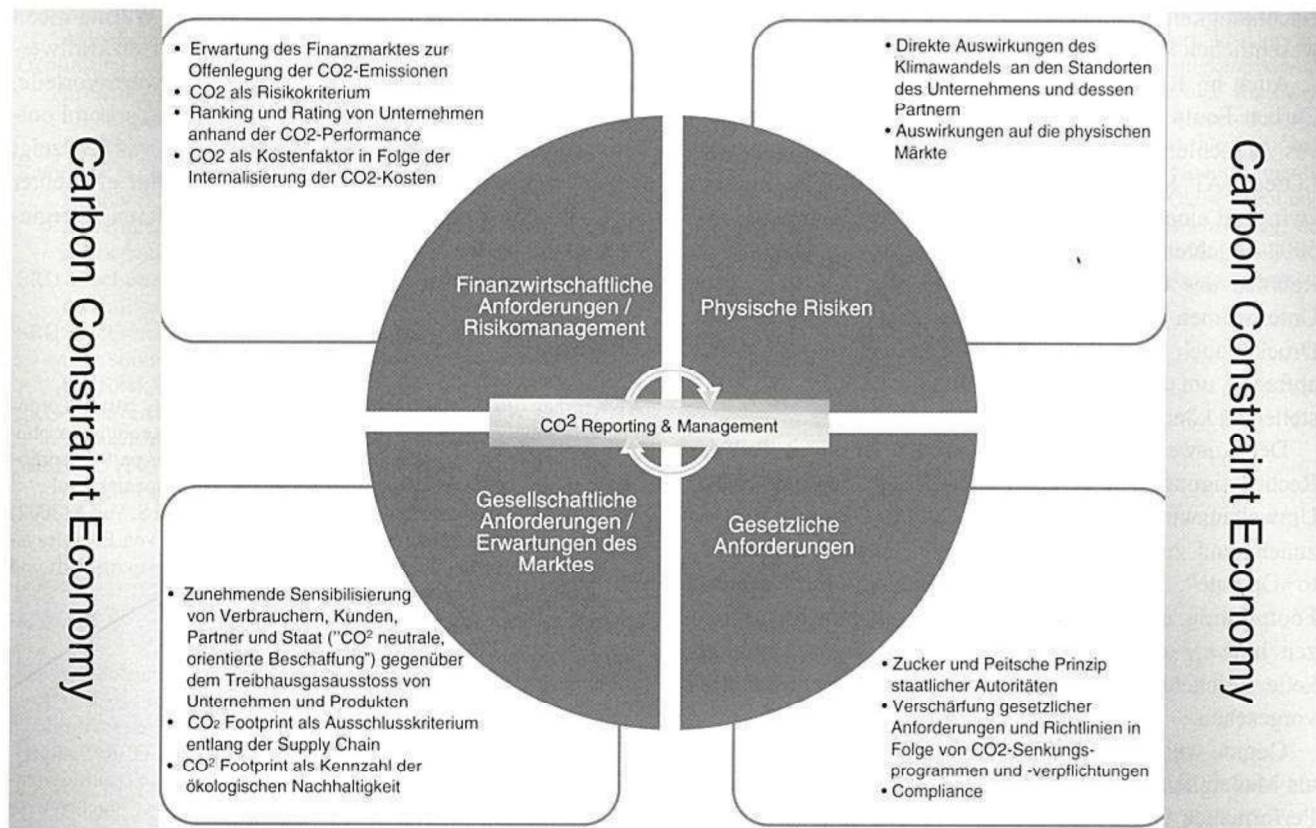 Carbon Constraint Economy
• Erwartung des Finanzmarktes zur
Offenlegung der CO2-Emissionen
• CO2 als Risikokriterium
• Ranking und Rating von Unternehmen
anhand der CO2-Performance
• CO2 als Kostenfaktor in Folge der
Internalisierung der CO2-Kosten
• Direkte Auswirkungen des
Klimawandels an den Standorten
des Unternehmens und dessen
Partnern
• Auswirkungen auf die physischen
Märkte
Finanzwirtschaftliche
Anforderungen /
Risikomanagement
Physische Risiken
CO² Reporting & Management
Gesellschaftliche
Anforderungen /
Erwartungen des
Marktes
Gesetzliche
Anforderungen
• Zunehmende Sensibilisierung
von Verbrauchern, Kunden,
Partner und Staat ("CO² neutrale,
orientierte Beschaffung") gegenüber
dem Treibhausgasausstoss von
Unternehmen und Produkten
• CO₂ Footprint als Ausschlusskriterium
entlang der Supply Chain
• CO² Footprint als Kennzahl der
ökologischen Nachhaltigkeit
• Zucker und Peitsche Prinzip
staatlicher Autoritäten
• Verschärfung gesetzlicher
Anforderungen und Richtlinien in
Folge von CO2-Senkungs-
programmen und -verpflichtungen
• Compliance
Carbon Constraint Economy